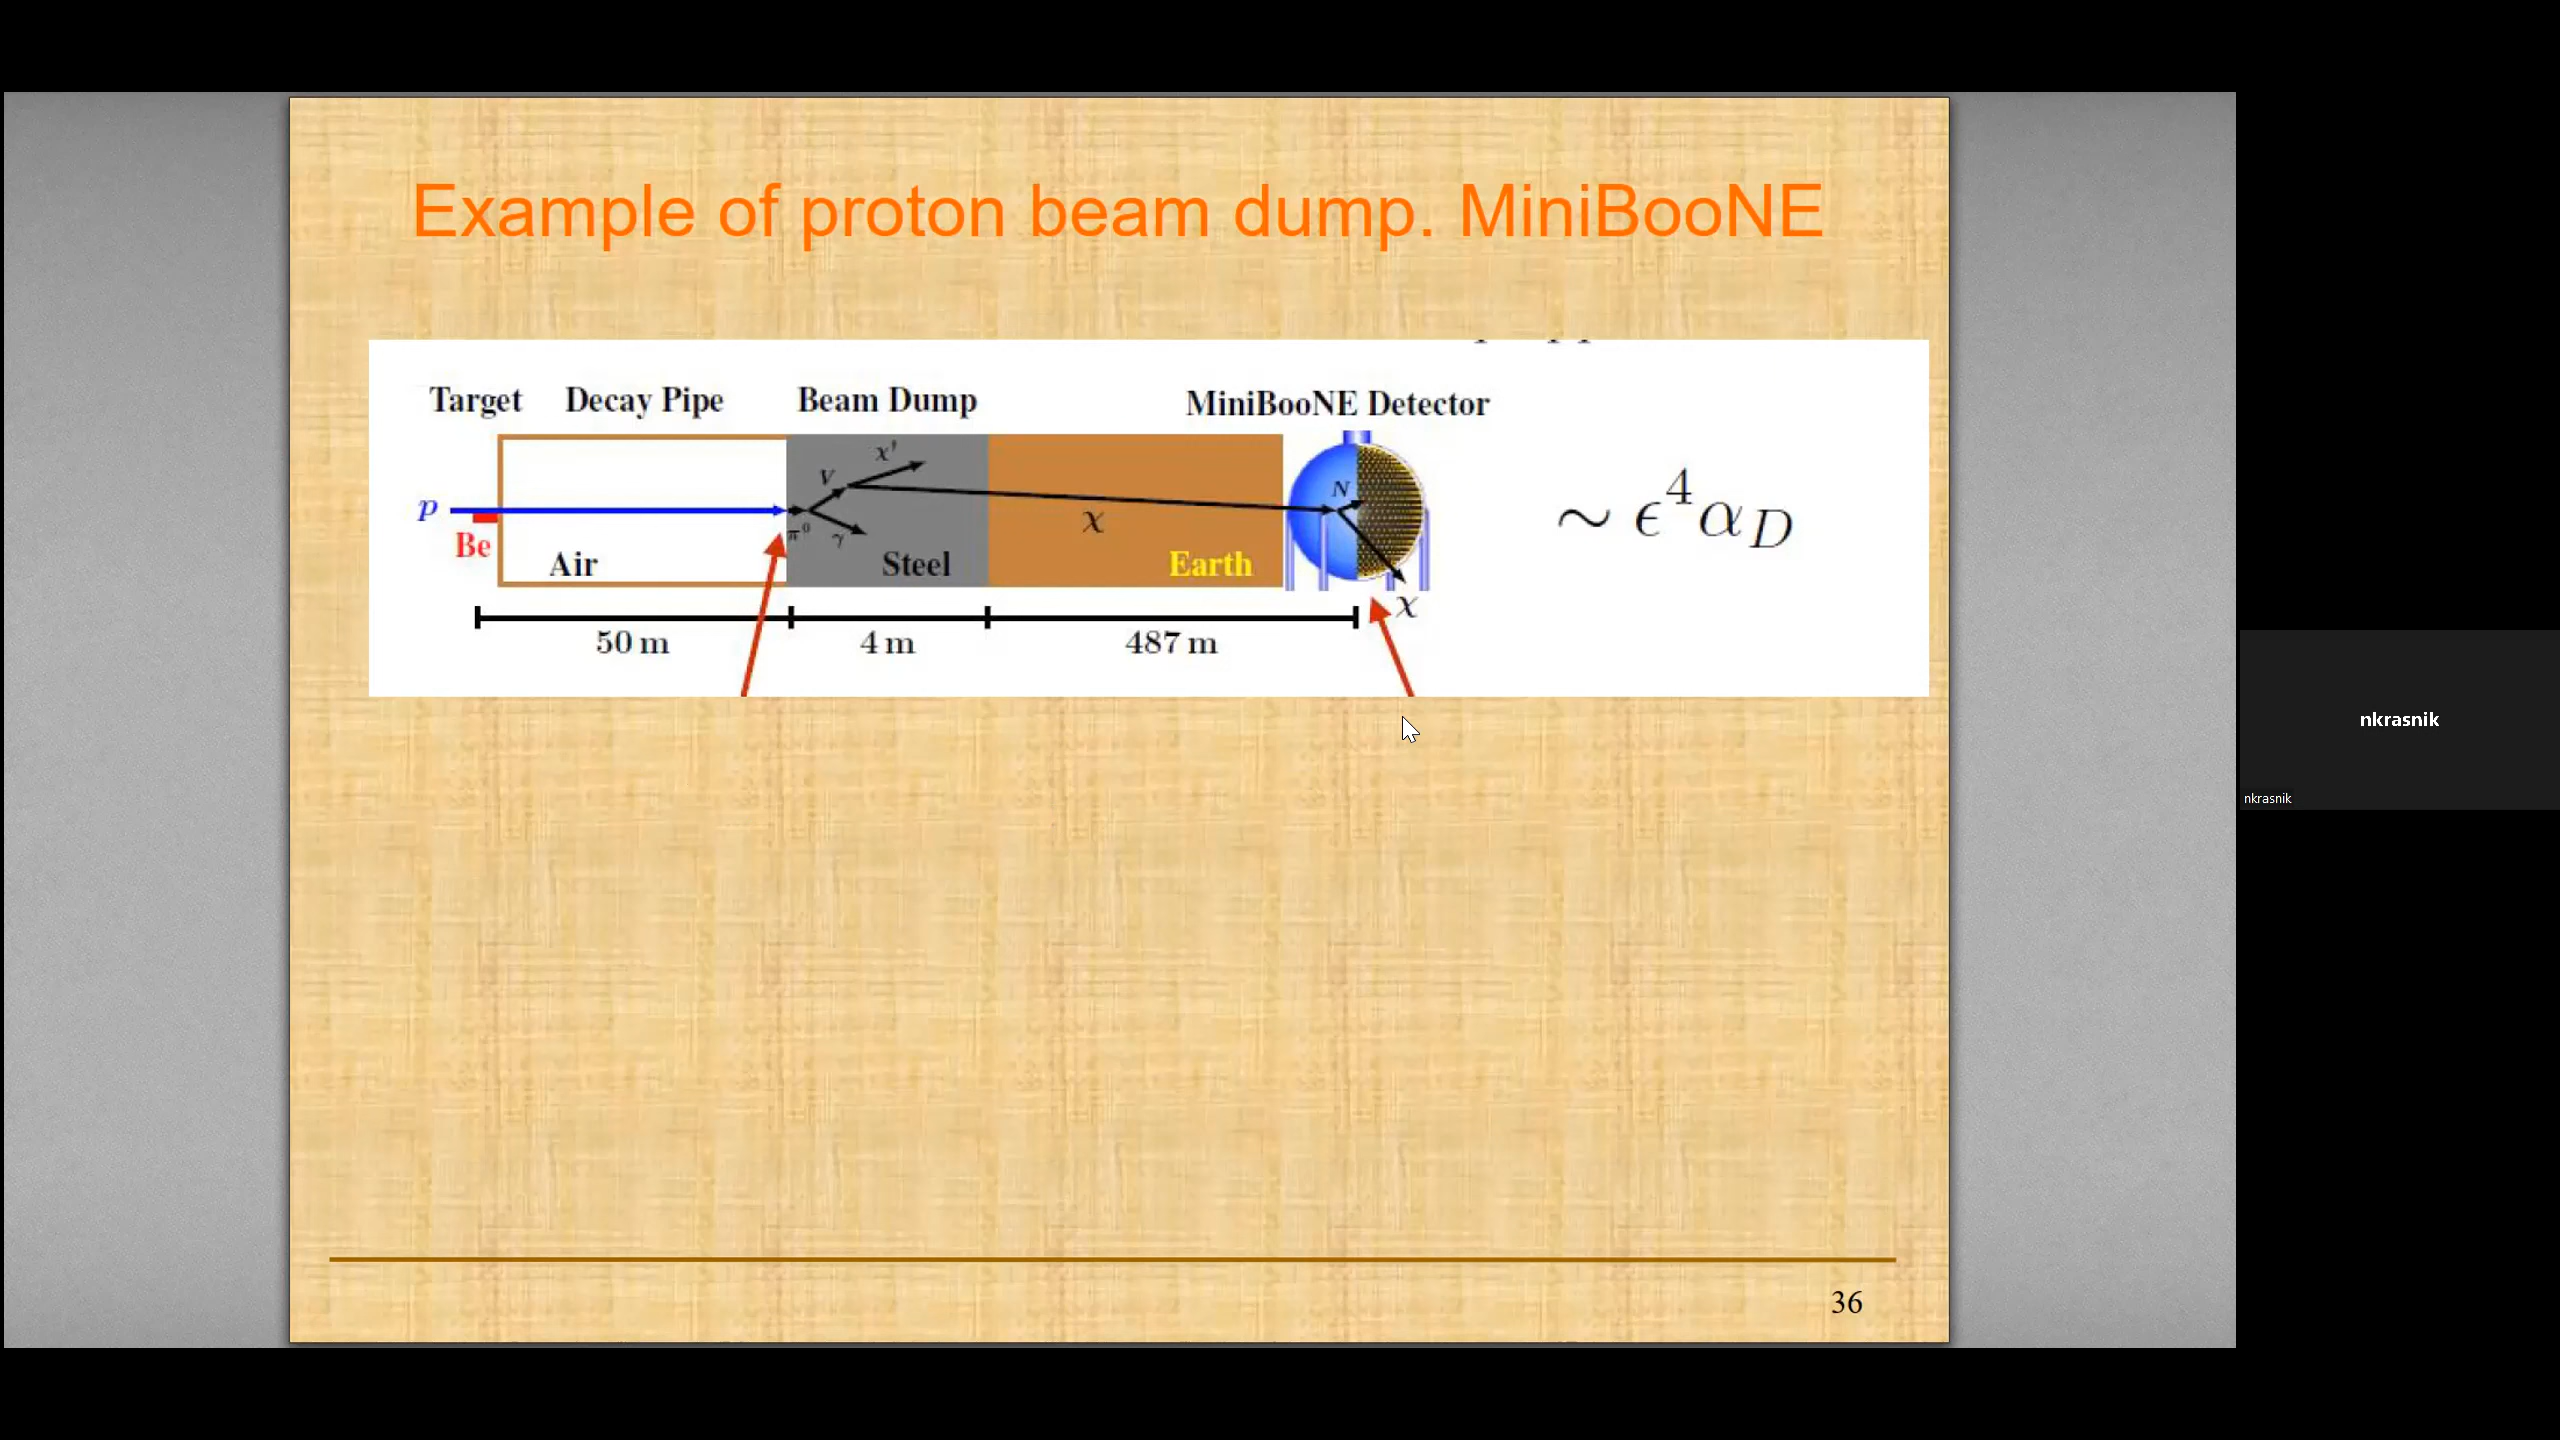 Example of proton beam dump. MiniBooNE
Target Decay Pipe Beam Dump MiniBooNE Detector
p
Be
Air
π⁰
V
χ†
γ
Steel
χ
Earth
N
χ
50 m 4 m 487 m
∼ ϵ⁴α_D
36
nkrasnik
nkrasnik